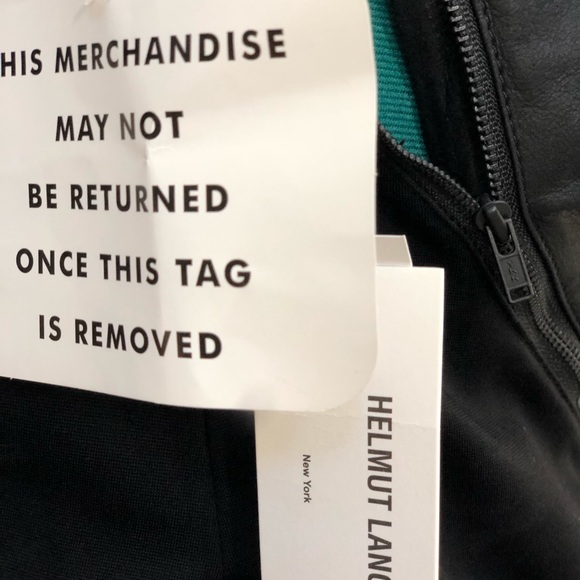 HIS MERCHANDISE
MAY NOT
BE RETURNED
ONCE THIS TAG
IS REMOVED
HELMUT LANG
New York